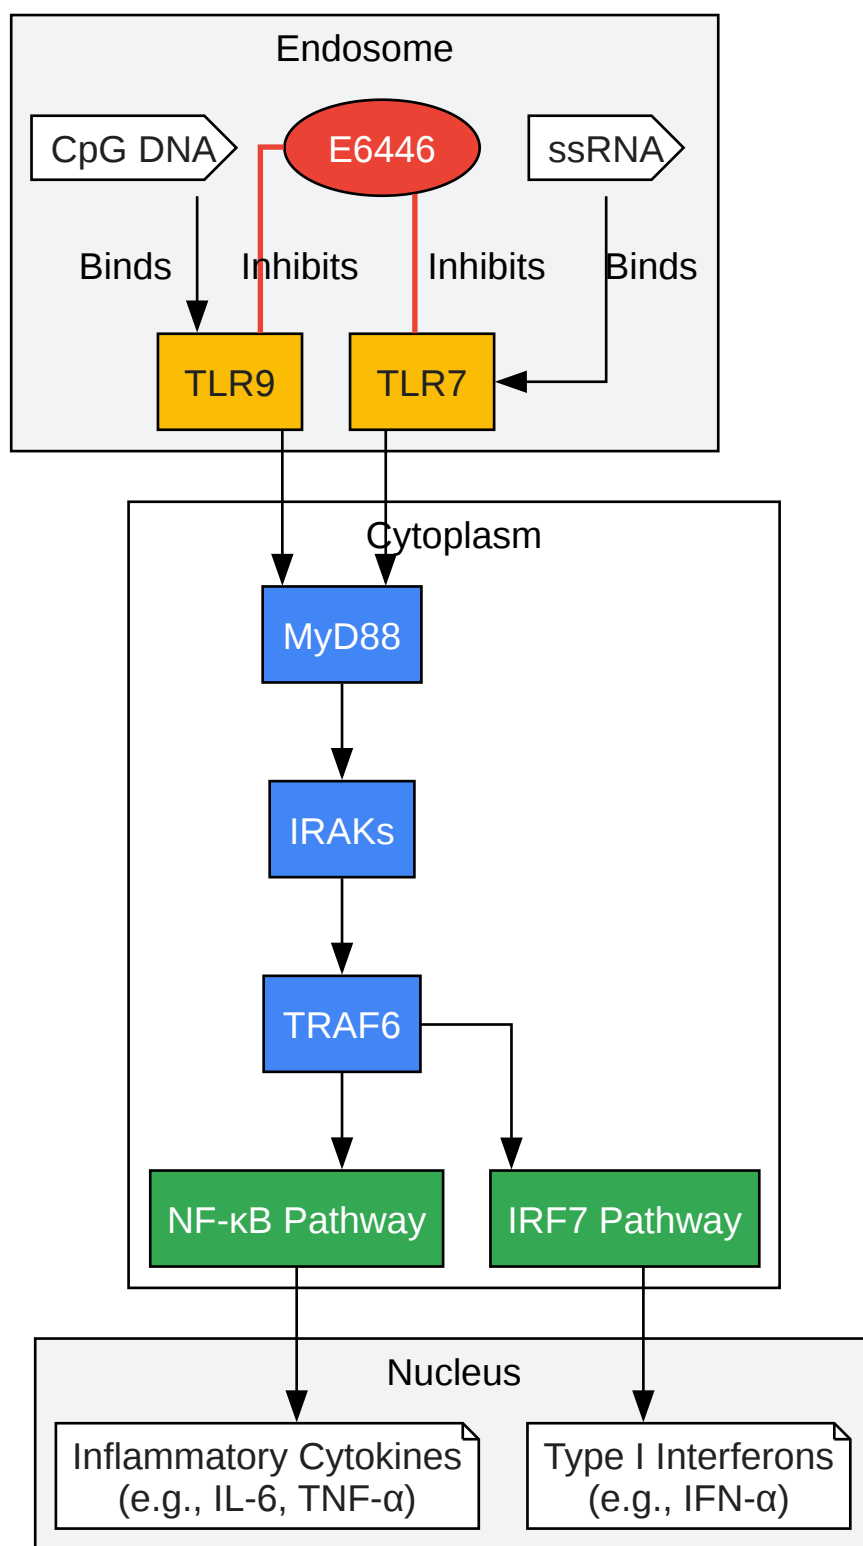 Endosome
CpG DNA
E6446
ssRNA
Binds
Inhibits
Inhibits
Binds
TLR9
TLR7
Cytoplasm
MyD88
IRAKs
TRAF6
NF-κB Pathway
IRF7 Pathway
Nucleus
Inflammatory Cytokines
(e.g., IL-6, TNF-α)
Type I Interferons
(e.g., IFN-α)